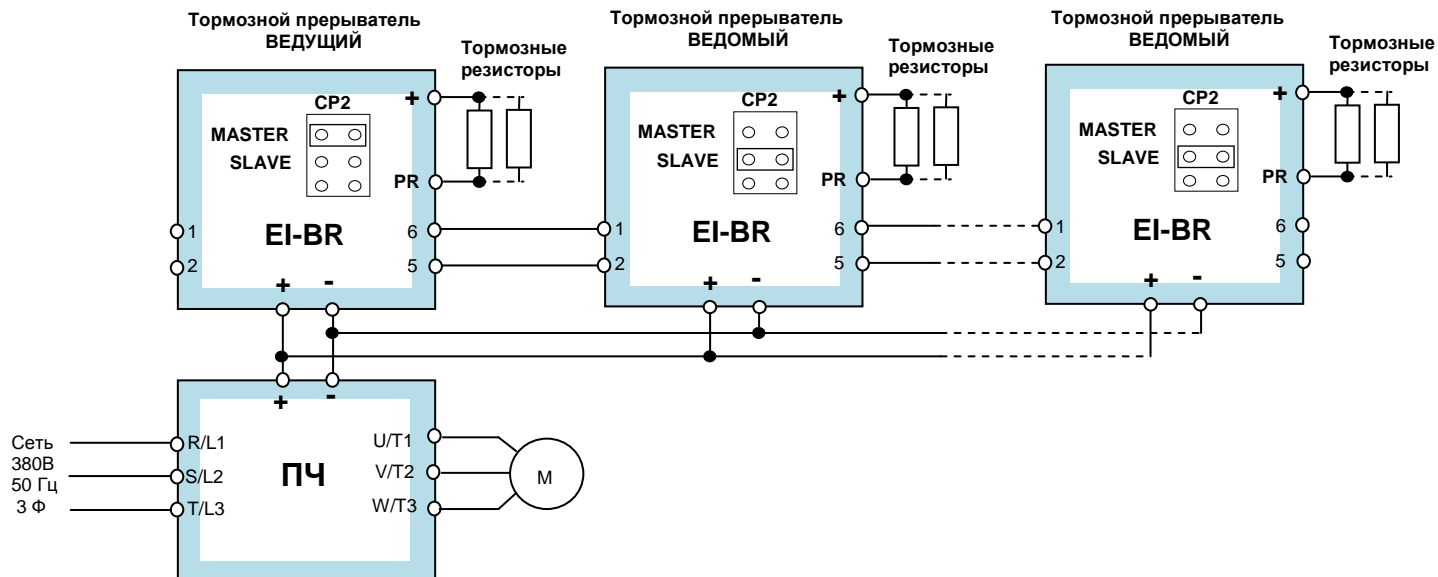 Тормозной прерыватель
ВЕДУЩИЙ
Тормозные
резисторы
CP2
MASTER
SLAVE
+
PR
1
2
EI-BR
6
5
+ -
Тормозной прерыватель
ВЕДОМЫЙ
Тормозные
резисторы
CP2
MASTER
SLAVE
+
PR
1
2
EI-BR
6
5
+ -
Тормозной прерыватель
ВЕДОМЫЙ
Тормозные
резисторы
CP2
MASTER
SLAVE
+
PR
1
2
EI-BR
6
5
+ -
+ -
Сеть
380В
50 Гц
3 Ф
R/L1
S/L2
T/L3
ПЧ
U/T1
V/T2
W/T3
М